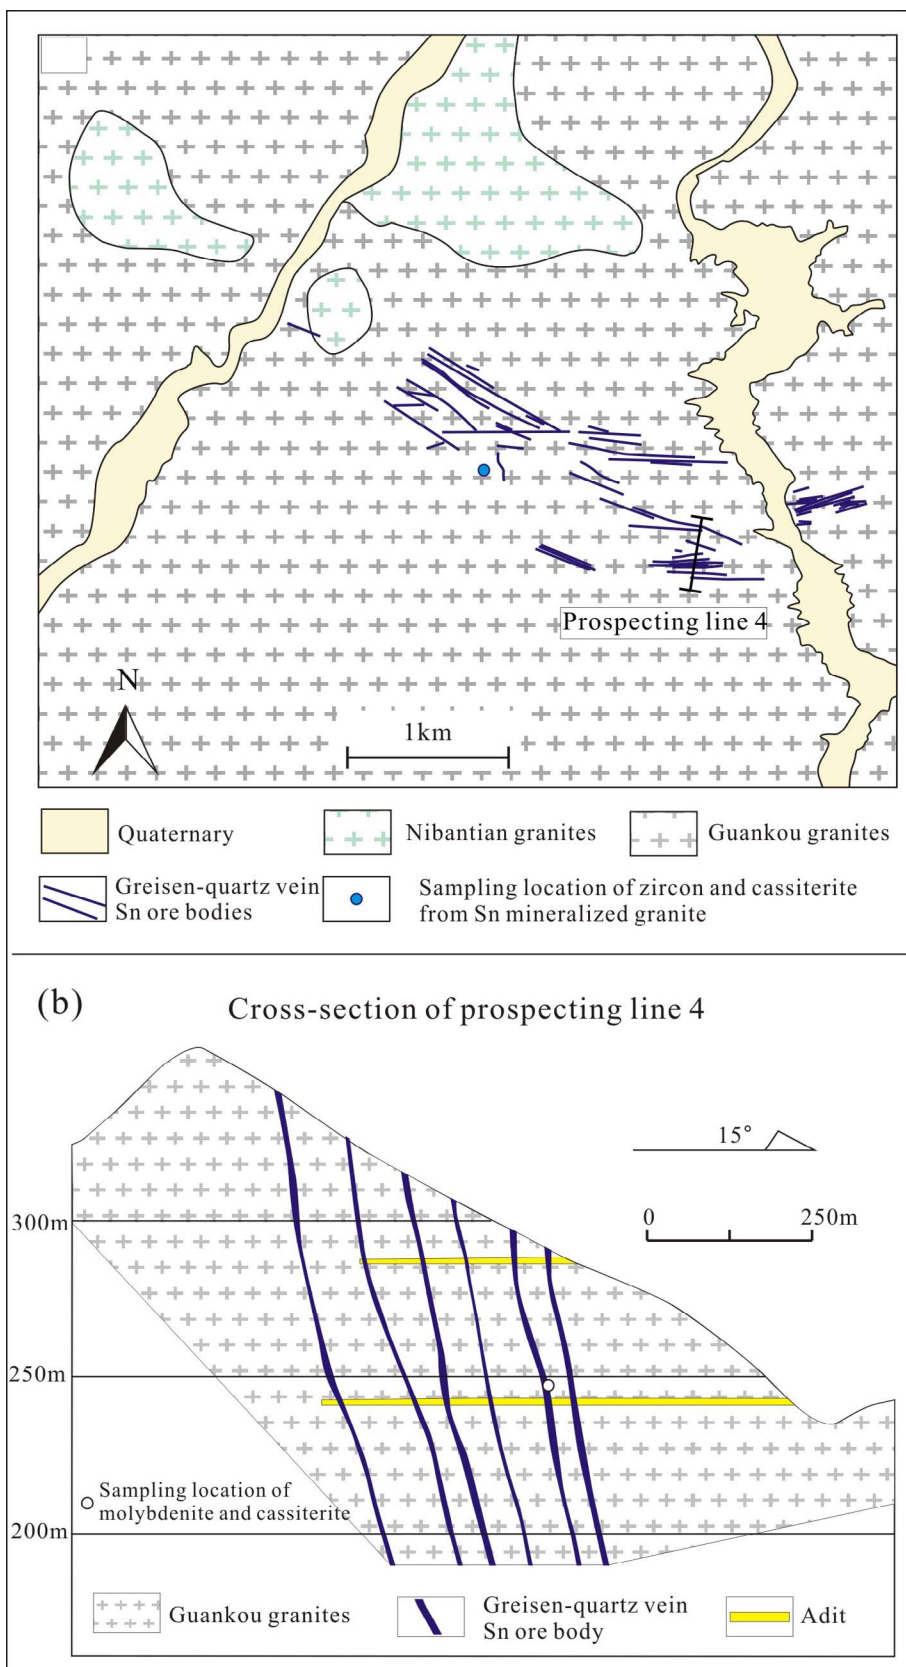 Prospecting line 4
N
1km
Quaternary
Nibantian granites
Guankou granites
Greisen-quartz vein
Sn ore bodies
Sampling location of zircon and cassiterite
from Sn mineralized granite
(b)
Cross-section of prospecting line 4
15°
0
250m
300m
250m
200m
Sampling location of
molybdenite and cassiterite
Guankou granites
Greisen-quartz vein
Sn ore body
Adit